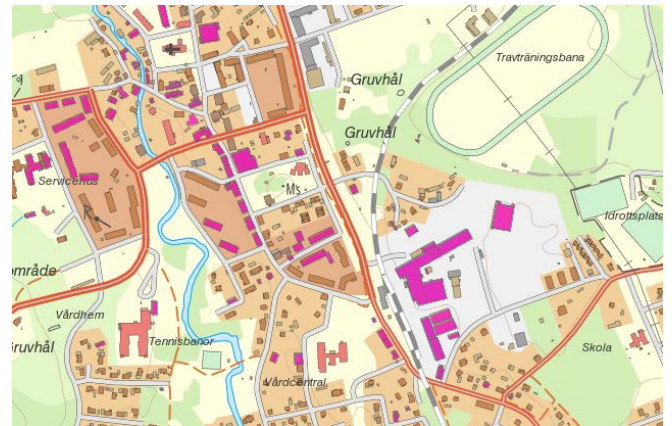 Travträningsbana
Gruvhål
Gruvhål
Servicehus
Ms
Idrottsplats
område
Vårdhem
Gruvhål
Tennisbanor
Skola
Vårdcentral